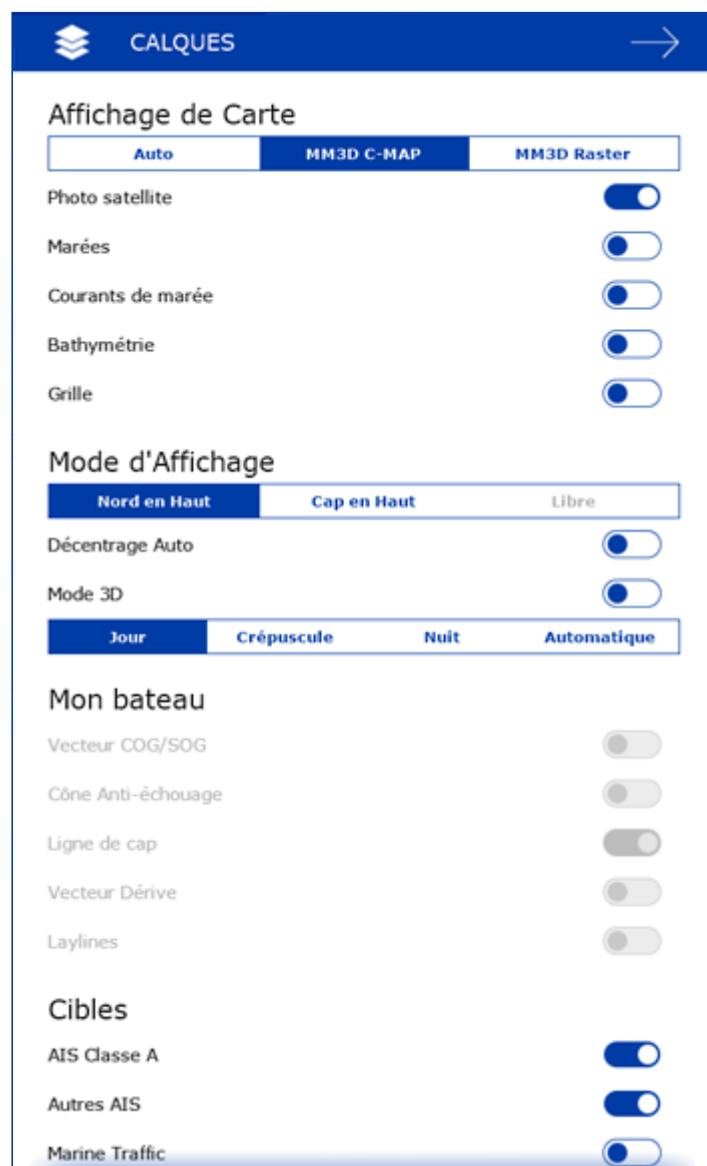 CALQUES
Affichage de Carte
Auto MM3D C-MAP MM3D Raster
Photo satellite
Marées
Courants de marée
Bathymétrie
Grille
Mode d'Affichage
Nord en Haut Cap en Haut Libre
Décentrage Auto
Mode 3D
Jour Crépuscule Nuit Automatique
Mon bateau
Vecteur COG/SOG
Cône Anti-échouage
Ligne de cap
Vecteur Dérive
Laylines
Cibles
AIS Classe A
Autres AIS
Marine Traffic